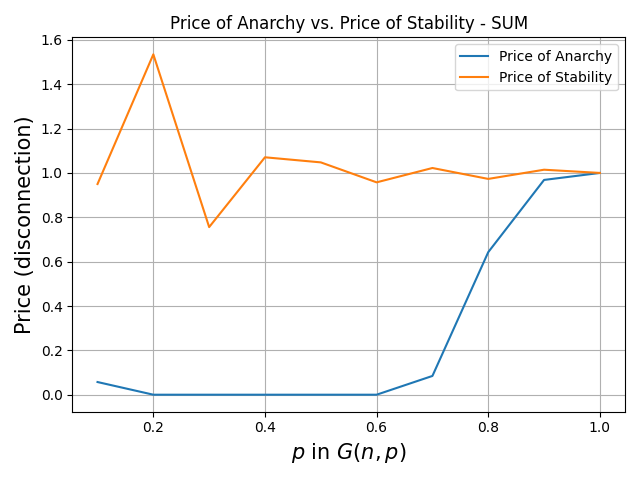 Price of Anarchy vs. Price of Stability - SUM
Price of Anarchy
Price of Stability
1.6
1.4
1.2
1.0
0.8
0.6
0.4
0.2
0.0
Price (disconnection)
0.2 0.4 0.6 0.8 1.0
p in G(n, p)